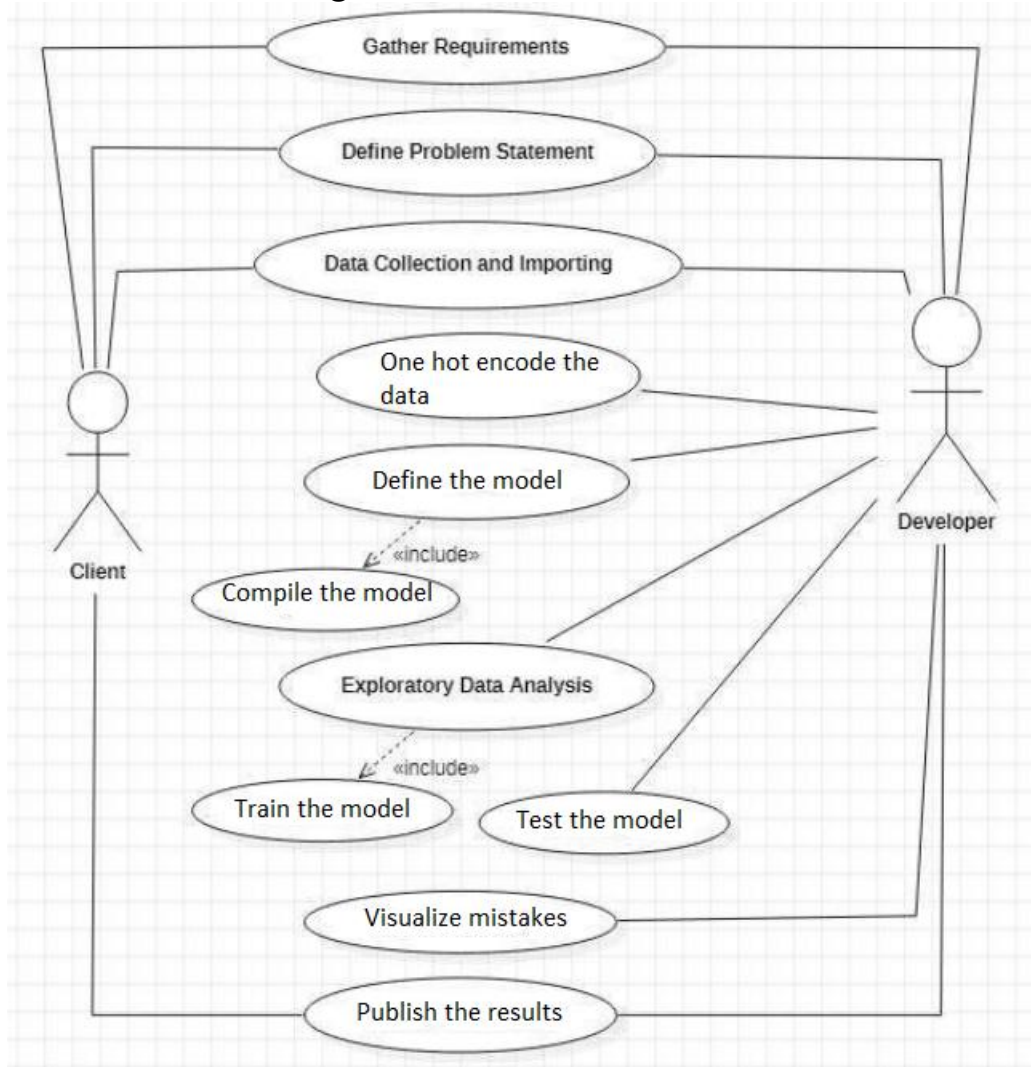 Gather Requirements
Define Problem Statement
Data Collection and Importing
One hot encode the
data
Define the model
Developer
«include»
Client
Compile the model
Exploratory Data Analysis
«include»
Train the model
Test the model
Visualize mistakes
Publish the results